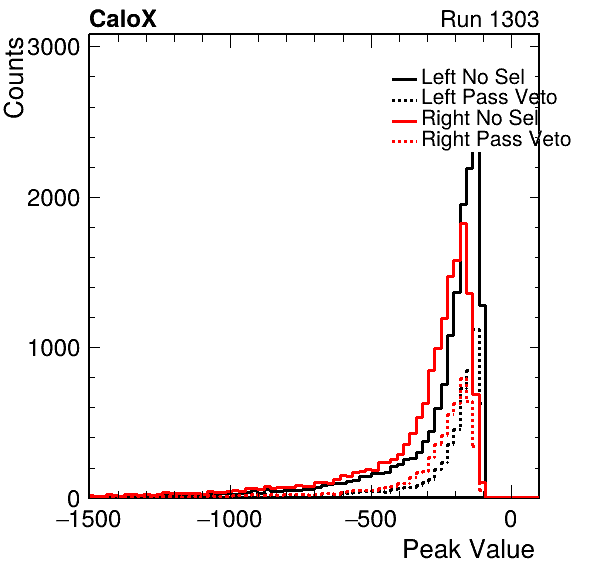 CaloX Run 1303
Counts
3000
2000
1000
0
Left No Sel
Left Pass Veto
Right No Sel
Right Pass Veto
−1500 −1000 −500 0
Peak Value